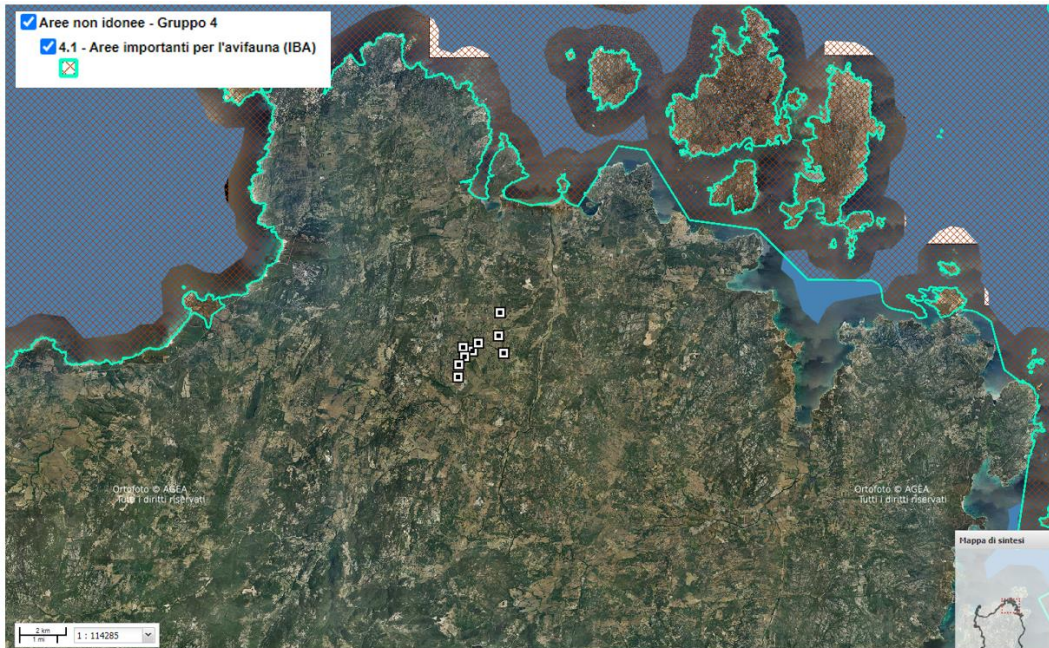 Aree non idonee - Gruppo 4
4.1 - Aree importanti per l'avifauna (IBA)
Ortofoto © AGEA
Tutti i diritti riservati
Ortofoto © AGEA
Tutti i diritti riservati
Mappa di sintesi
2 km
1 mi
1 : 114285